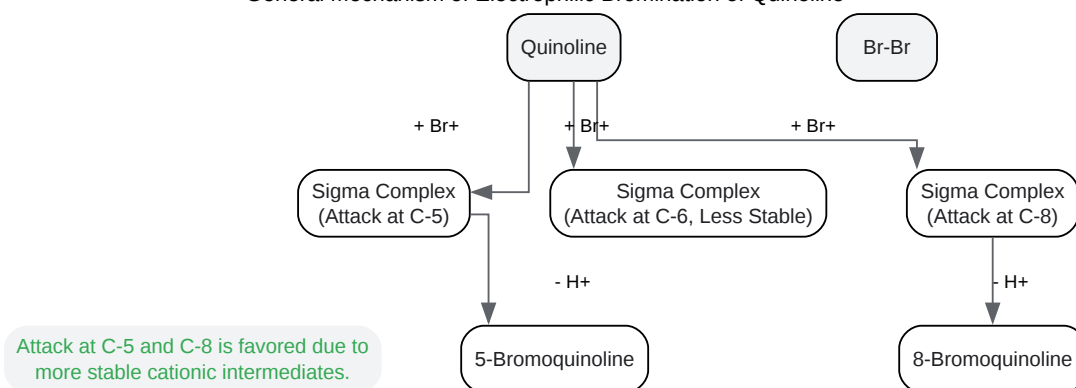 General Mechanism of Electrophilic Bromination of Quinoline
Quinoline
Br-Br
+ Br+
+ Br+
+ Br+
Sigma Complex
(Attack at C-5)
Sigma Complex
(Attack at C-6, Less Stable)
Sigma Complex
(Attack at C-8)
- H+
- H+
Attack at C-5 and C-8 is favored due to
more stable cationic intermediates.
5-Bromoquinoline
8-Bromoquinoline